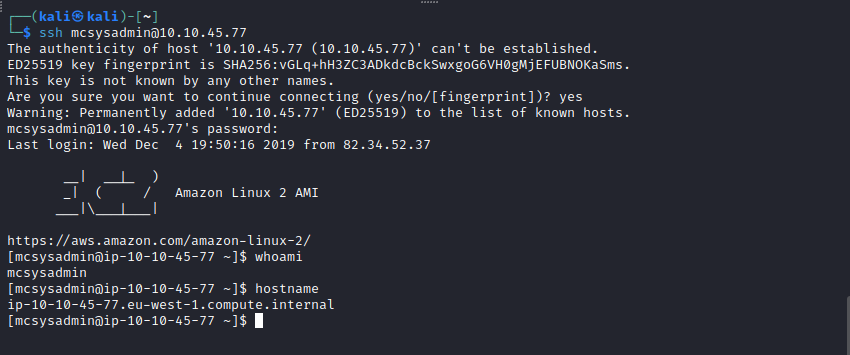 ┌──(kali㉿kali)-[~]
└─$ ssh mcsysadmin@10.10.45.77
The authenticity of host '10.10.45.77 (10.10.45.77)' can't be established.
ED25519 key fingerprint is SHA256:vGLq+hH3ZC3ADkdcBckSwxgoG6VH0gMjEFUBNOKaSms.
This key is not known by any other names.
Are you sure you want to continue connecting (yes/no/[fingerprint])? yes
Warning: Permanently added '10.10.45.77' (ED25519) to the list of known hosts.
mcsysadmin@10.10.45.77's password:
Last login: Wed Dec  4 19:50:16 2019 from 82.34.52.37
       __|  __|_  )
       _|  (     /   Amazon Linux 2 AMI
      ___|\___|___|
https://aws.amazon.com/amazon-linux-2/
[mcsysadmin@ip-10-10-45-77 ~]$ whoami
mcsysadmin
[mcsysadmin@ip-10-10-45-77 ~]$ hostname
ip-10-10-45-77.eu-west-1.compute.internal
[mcsysadmin@ip-10-10-45-77 ~]$